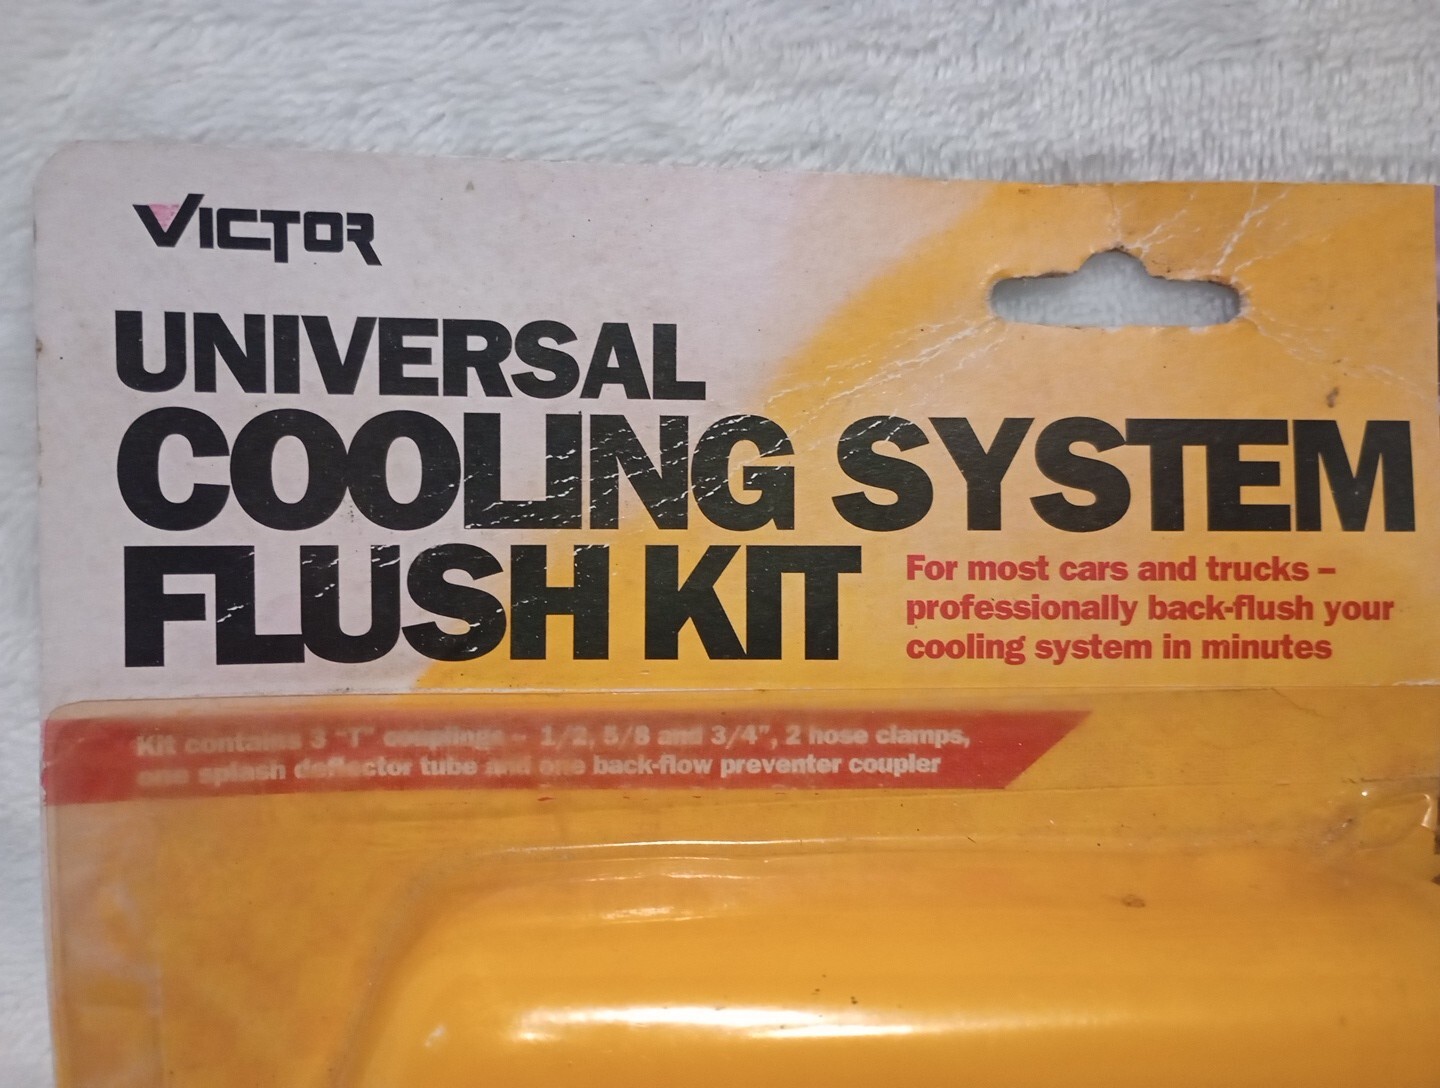 VICTOR
UNIVERSAL
COOLING SYSTEM
FLUSH KIT
For most cars and trucks –
professionally back-flush your
cooling system in minutes
Kit contains 3 "T" couplings – 1/2, 5/8 and 3/4", 2 hose clamps,
one splash deflector tube and one back-flow preventer coupler